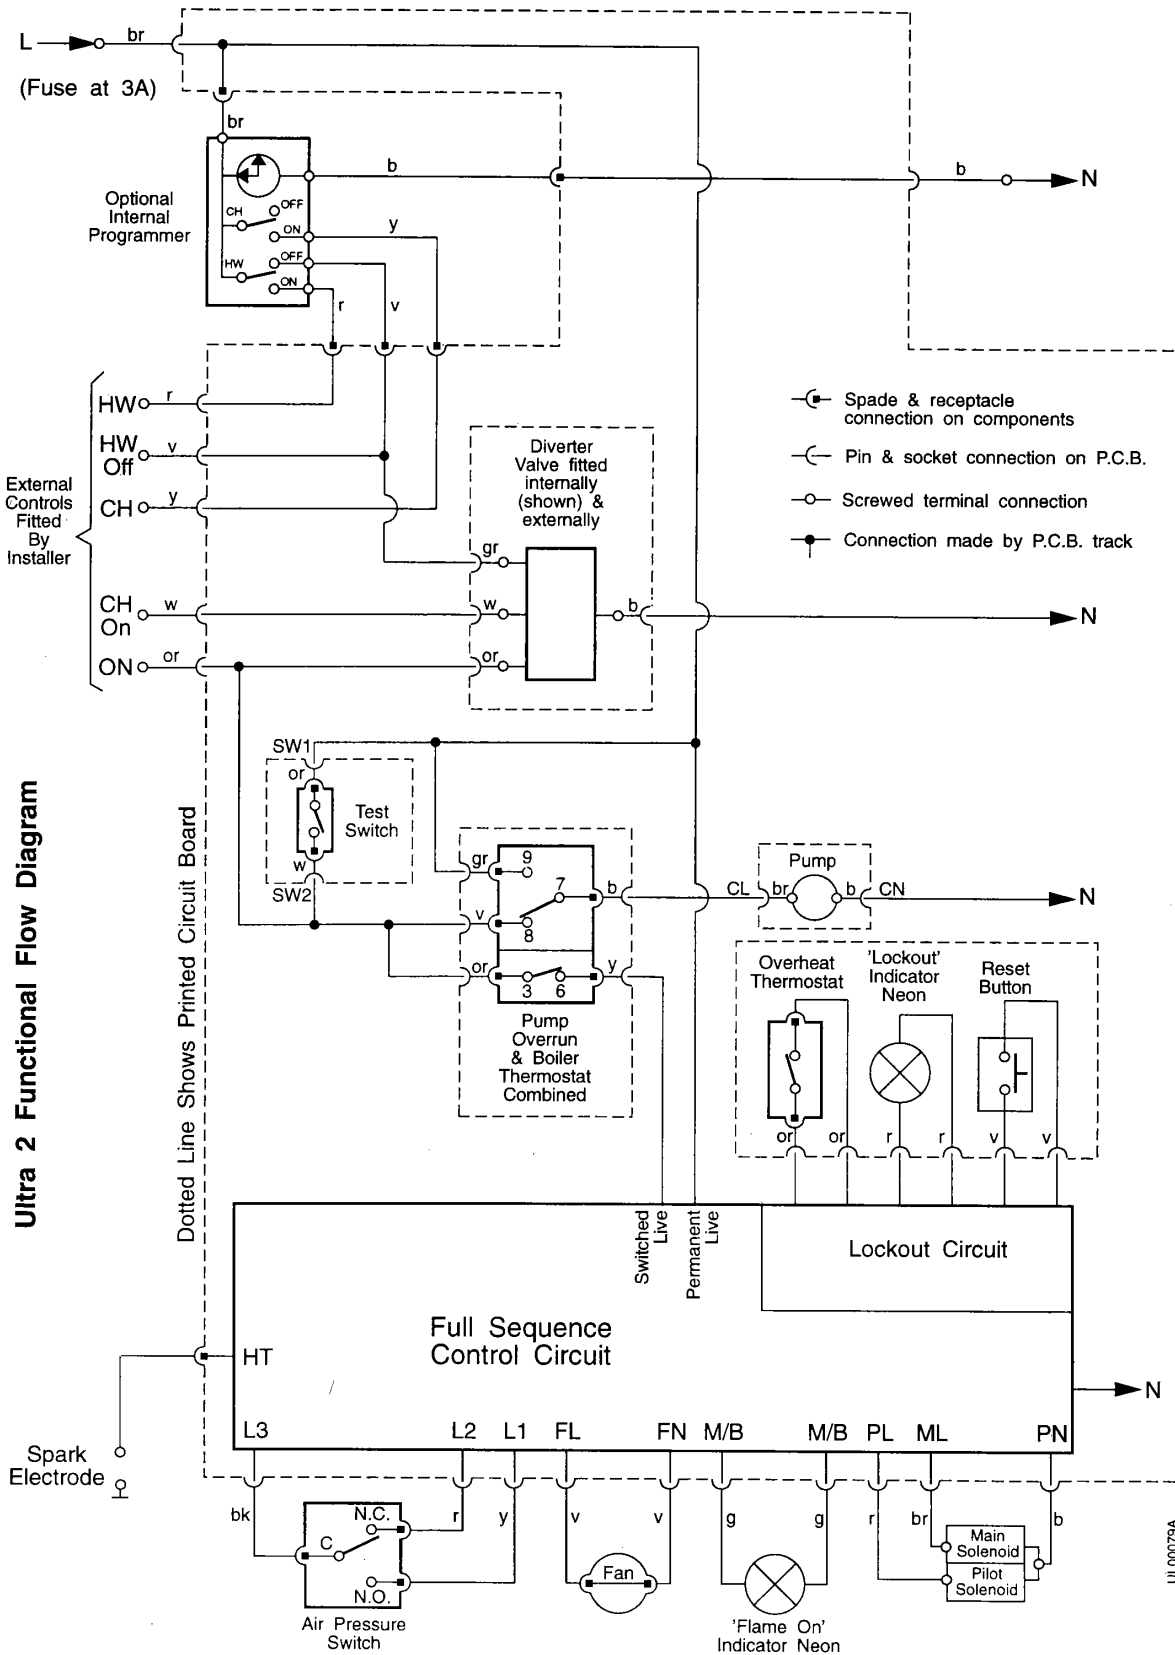 L
br
(Fuse at 3A)
br
Optional
Internal
Programmer
CH
OFF
ON
HW
OFF
ON
b
b
N
y
r
v
External
Controls
Fitted
By
Installer
HW
r
HW
Off
v
CH
y
CH
On
w
ON
or
Diverter
Valve fitted
internally
(shown) &
externally
gr
w
or
b
N
Spade & receptacle
connection on components
Pin & socket connection on P.C.B.
Screwed terminal connection
Connection made by P.C.B. track
Ultra 2 Functional Flow Diagram
Dotted Line Shows Printed Circuit Board
SW1
or
Test
Switch
w
SW2
gr
9
7
b
v
8
or
3
6
y
Pump
Overrun
& Boiler
Thermostat
Combined
Pump
CL
br
b
CN
N
Overheat
Thermostat
'Lockout'
Indicator
Neon
Reset
Button
or
or
r
r
v
v
Switched
Live
Permanent
Live
Lockout Circuit
Full Sequence
Control Circuit
HT
N
L3
L2
L1
FL
FN
M/B
M/B
PL
ML
PN
Spark
Electrode
bk
r
y
v
v
g
g
r
br
b
N.C.
C
N.O.
Air Pressure
Switch
Fan
'Flame On'
Indicator Neon
Main
Solenoid
Pilot
Solenoid
UL00079A